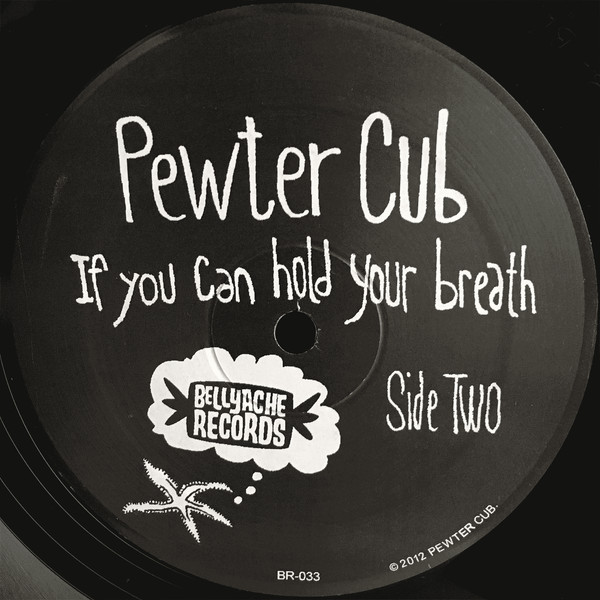 Pewter Cub
If you can hold your breath
BELLYACHE
RECORDS
Side Two
© 2012 PEWTER CUB.
BR-033